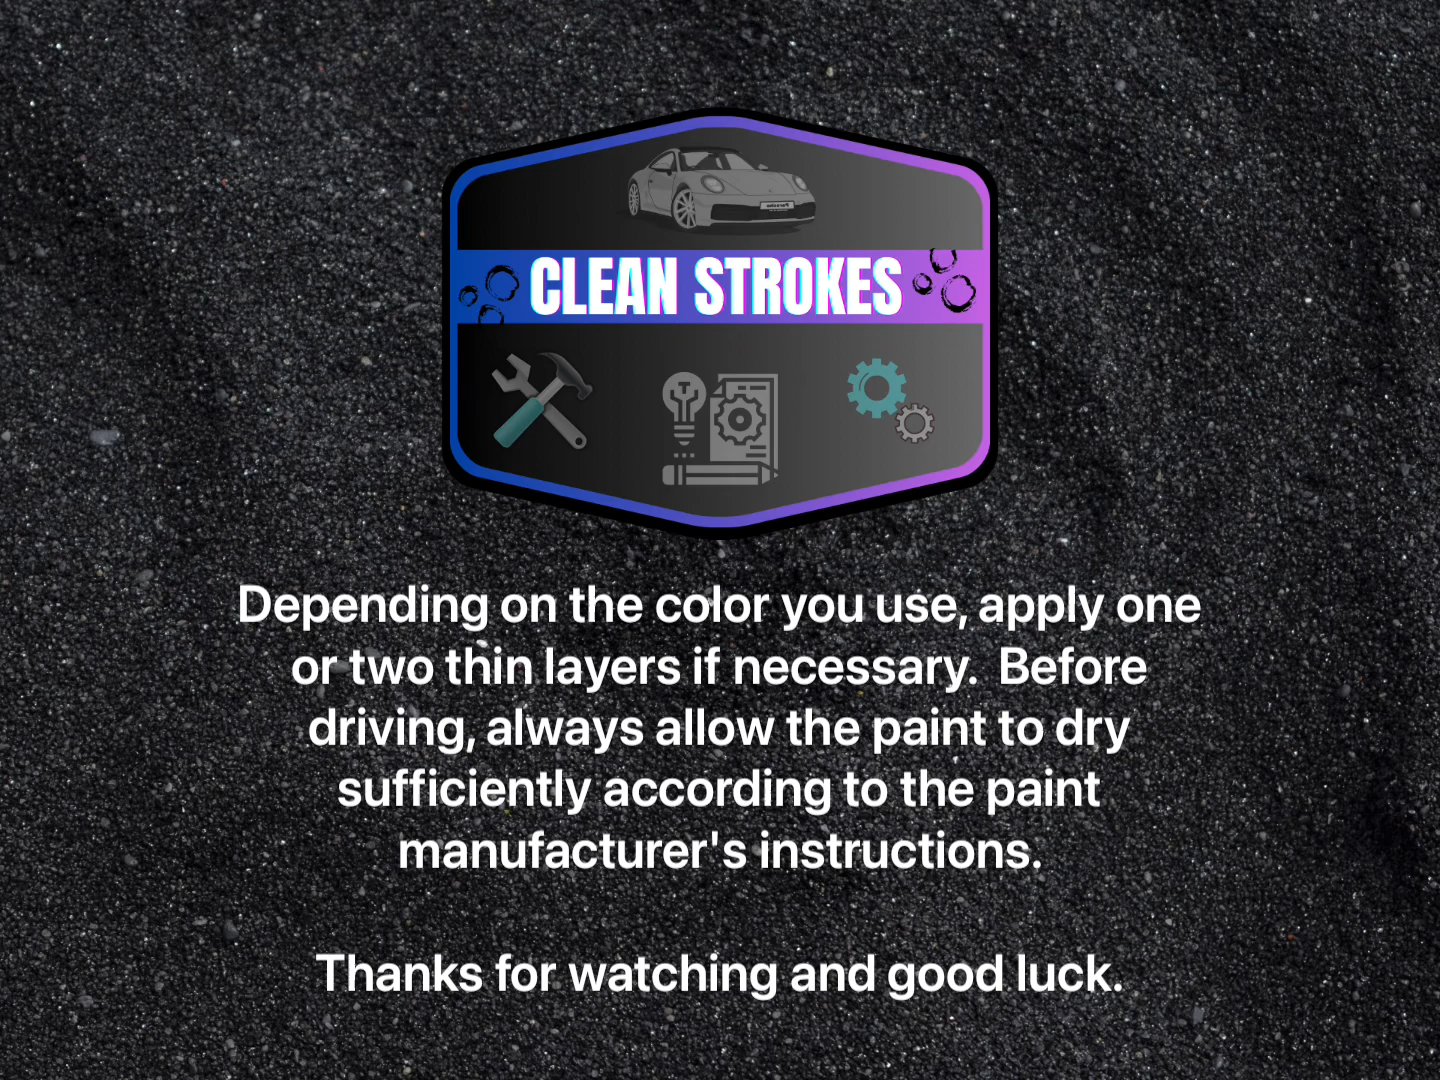 CLEAN STROKES
Depending on the color you use, apply one
or two thin layers if necessary.  Before
driving, always allow the paint to dry
sufficiently according to the paint
manufacturer's instructions.
Thanks for watching and good luck.